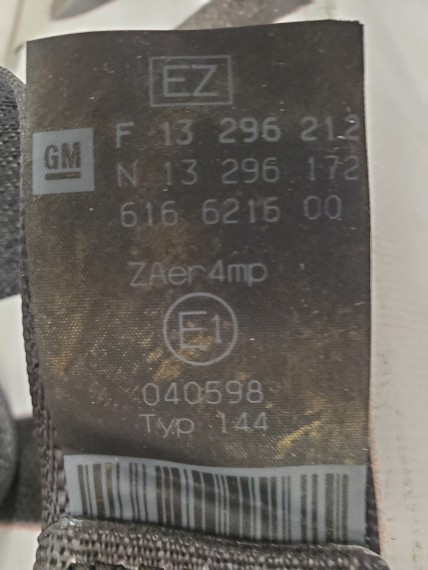 EZ
F 13 296 212
GM
N 13 296 172
616 6216 00
ZAer4mp
E1
040598
Typ 144